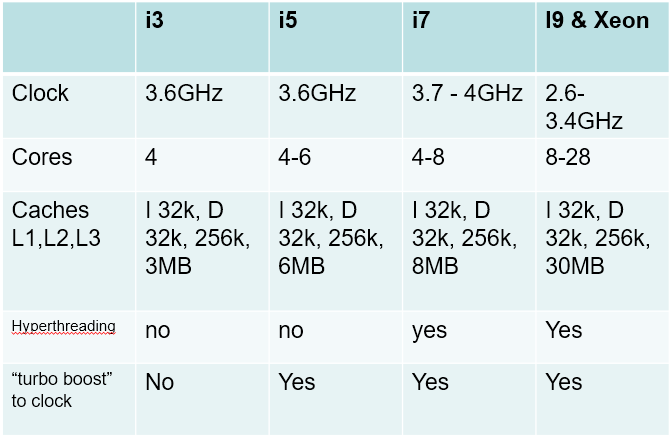 i3 i5 i7 I9 & Xeon
Clock 3.6GHz 3.6GHz 3.7 - 4GHz 2.6-
3.4GHz
Cores 4 4-6 4-8 8-28
Caches I 32k, D I 32k, D I 32k, D I 32k, D
L1,L2,L3 32k, 256k, 32k, 256k, 32k, 256k, 32k, 256k,
3MB 6MB 8MB 30MB
Hyperthreading no no yes Yes
“turbo boost” No Yes Yes Yes
to clock